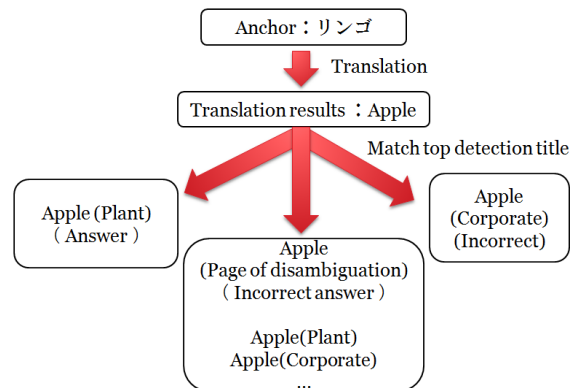 Anchor：リンゴ
Translation
Translation results ：Apple
Match top detection title
Apple (Plant)
（ Answer ）
Apple
(Page of disambiguation)
（ Incorrect answer ）
Apple(Plant)
Apple(Corporate)
...
Apple
(Corporate)
(Incorrect)